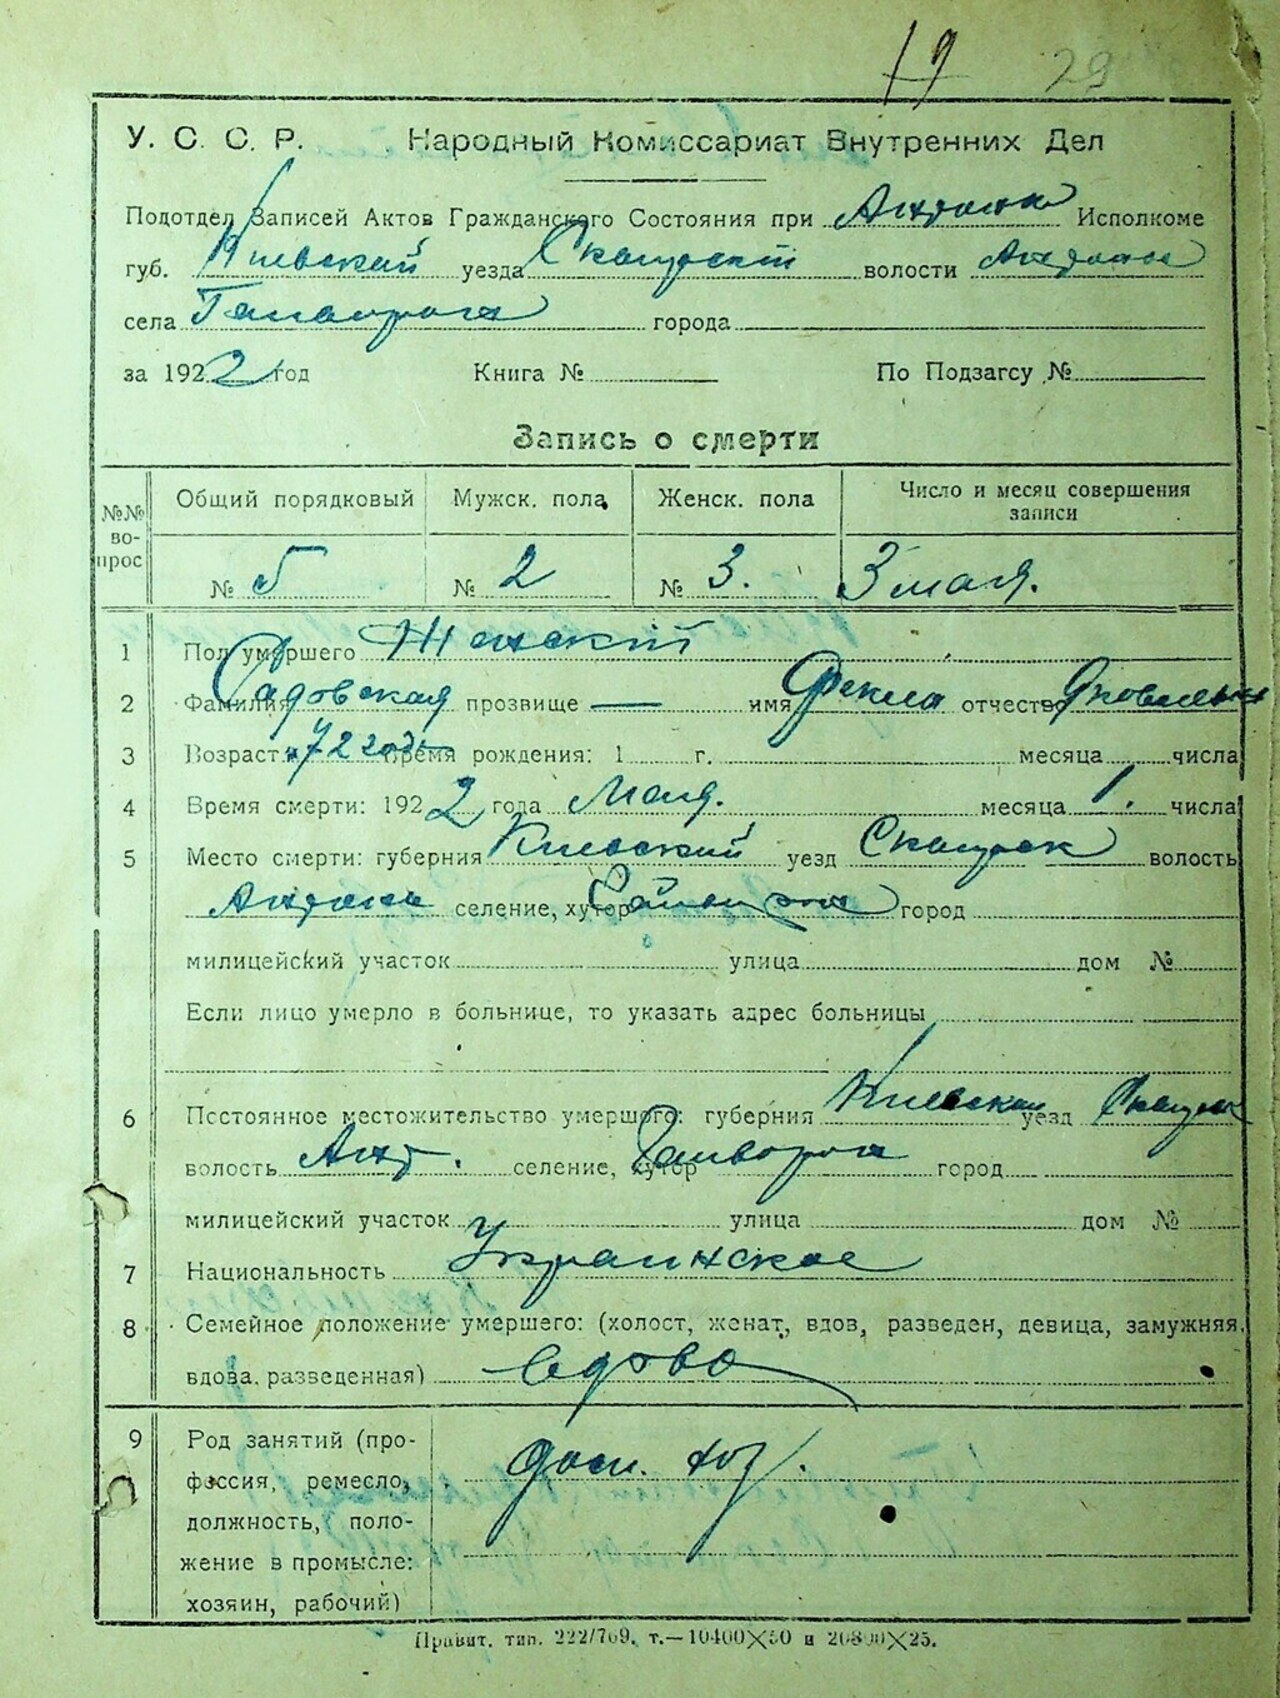 19 29
У. С. С. Р. Народный Комиссариат Внутренних Дел
Подотдел Записей Актов Гражданского Состояния при Исполкоме
губ. Киевский уезда Сквирский волости
села города
за 1922 год Книга № По Подзагсу №
Запись о смерти
№№ вопрос Общий порядковый Мужск. пола Женск. пола Число и месяц совершения записи
№ 5 № 2 № 3. 3 мая.
1 Пол умершего Женский
2 Фамилия Садовская прозвище — имя Фекла отчество
3 Возраст 72 года Время рождения: 1 г. месяца числа
4 Время смерти: 1922 года Мая. месяца 1. числа
5 Место смерти: губерния Киевский уезд волость
селение, хутор город
милицейский участок улица дом №
Если лицо умерло в больнице, то указать адрес больницы
6 Постоянное местожительство умершего: губерния Киевская уезд
волость селение, хутор город
милицейский участок улица дом №
7 Национальность Украинское
8 Семейное положение умершего: (холост, женат, вдов, разведен, девица, замужняя,
вдова. разведенная) вдова
9 Род занятий (про-
фессия, ремесло,
должность, поло-
жение в промысле:
хозяин, рабочий)
Правит. тип. 222/769. т.—10400×50 и 20800×25.